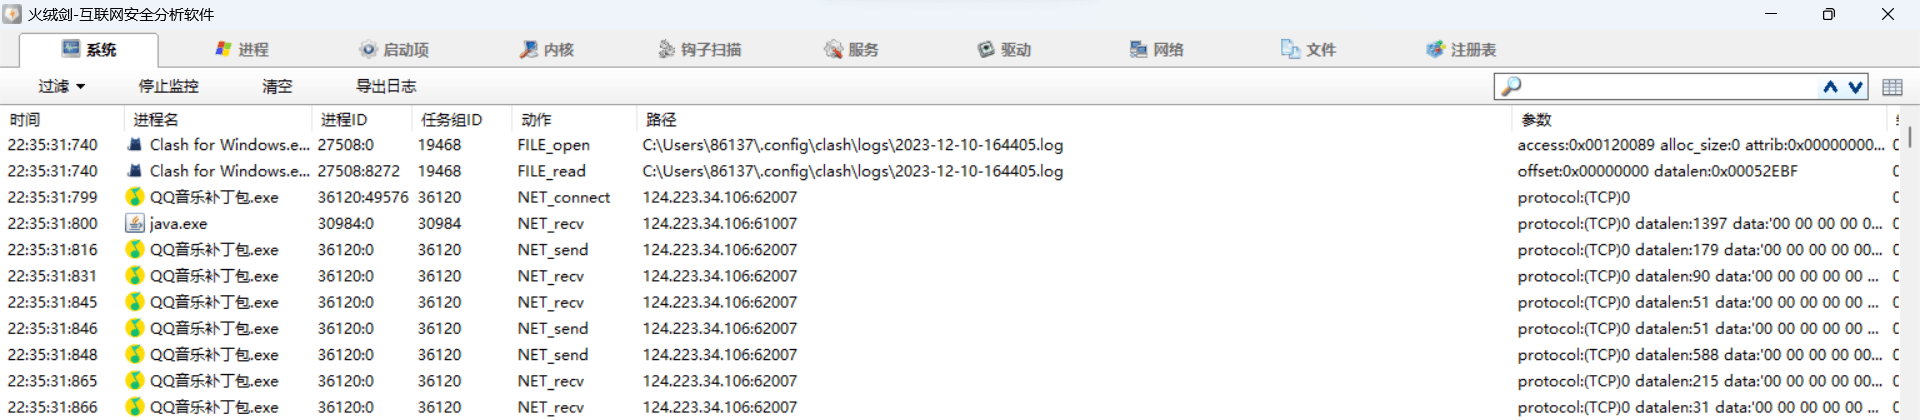 火绒剑-互联网安全分析软件
系统 进程 启动项 内核 钩子扫描 服务 驱动 网络 文件 注册表
过滤 停止监控 清空 导出日志
时间 进程名 进程ID 任务组ID 动作 路径 参数
22:35:31:740 Clash for Windows.e... 27508:0 19468 FILE_open C:\Users\86137\.config\clash\logs\2023-12-10-164405.log access:0x00120089 alloc_size:0 attrib:0x00000000...
22:35:31:740 Clash for Windows.e... 27508:8272 19468 FILE_read C:\Users\86137\.config\clash\logs\2023-12-10-164405.log offset:0x00000000 datalen:0x00052EBF
22:35:31:799 QQ音乐补丁包.exe 36120:49576 36120 NET_connect 124.223.34.106:62007 protocol:(TCP)0
22:35:31:800 java.exe 30984:0 30984 NET_recv 124.223.34.106:61007 protocol:(TCP)0 datalen:1397 data:'00 00 00 00 0...
22:35:31:816 QQ音乐补丁包.exe 36120:0 36120 NET_send 124.223.34.106:62007 protocol:(TCP)0 datalen:179 data:'00 00 00 00 00...
22:35:31:831 QQ音乐补丁包.exe 36120:0 36120 NET_recv 124.223.34.106:62007 protocol:(TCP)0 datalen:90 data:'00 00 00 00 00 ...
22:35:31:845 QQ音乐补丁包.exe 36120:0 36120 NET_recv 124.223.34.106:62007 protocol:(TCP)0 datalen:51 data:'00 00 00 00 00 ...
22:35:31:846 QQ音乐补丁包.exe 36120:0 36120 NET_send 124.223.34.106:62007 protocol:(TCP)0 datalen:51 data:'00 00 00 00 00 ...
22:35:31:848 QQ音乐补丁包.exe 36120:0 36120 NET_send 124.223.34.106:62007 protocol:(TCP)0 datalen:588 data:'00 00 00 00 00...
22:35:31:865 QQ音乐补丁包.exe 36120:0 36120 NET_recv 124.223.34.106:62007 protocol:(TCP)0 datalen:215 data:'00 00 00 00 00...
22:35:31:866 QQ音乐补丁包.exe 36120:0 36120 NET_recv 124.223.34.106:62007 protocol:(TCP)0 datalen:31 data:'00 00 00 00 00 ...